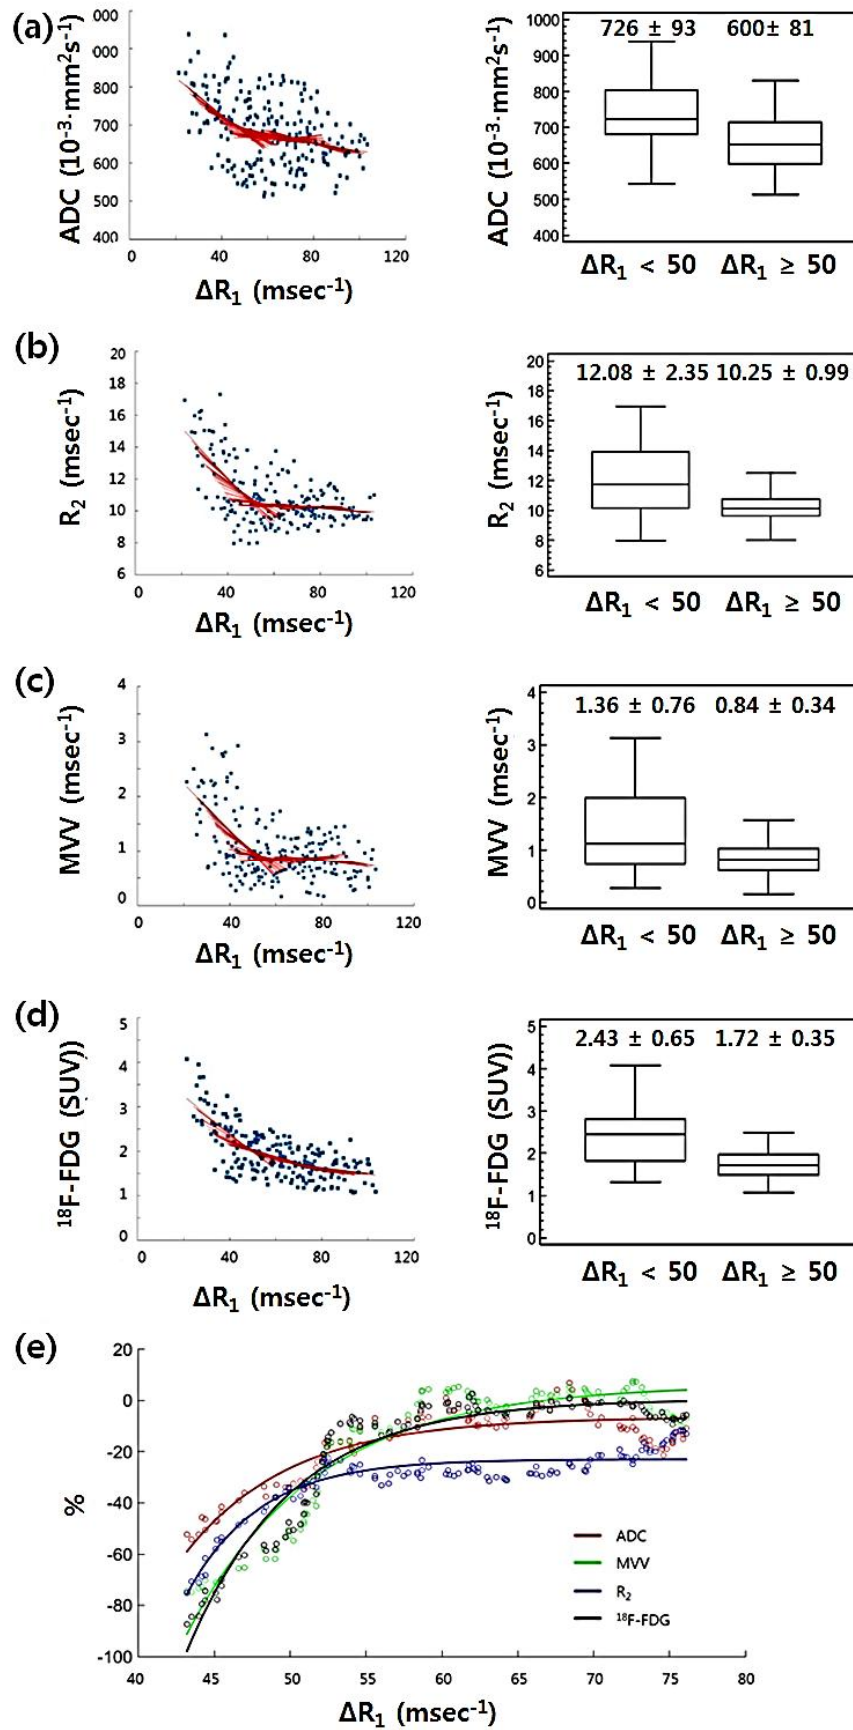 (a)
ADC (10⁻³·mm²s⁻¹)
000
000
900
800
700
600
500
400
0 40 80 120
ΔR₁ (msec⁻¹)
ADC (10⁻³·mm²s⁻¹)
1000
900
800
700
600
500
400
726 ± 93 600± 81
ΔR₁ < 50 ΔR₁ ≥ 50
(b)
R₂ (msec⁻¹)
20
18
16
14
12
10
8
6
0 40 80 120
ΔR₁ (msec⁻¹)
R₂ (msec⁻¹)
20
18
16
14
12
10
8
6
12.08 ± 2.35 10.25 ± 0.99
ΔR₁ < 50 ΔR₁ ≥ 50
(c)
MVV (msec⁻¹)
4
3
2
1
0
0 40 80 120
ΔR₁ (msec⁻¹)
MVV (msec⁻¹)
4
3
2
1
0
1.36 ± 0.76 0.84 ± 0.34
ΔR₁ < 50 ΔR₁ ≥ 50
(d)
¹⁸F-FDG (SUV))
5
4
3
2
1
0
0 40 80 120
ΔR₁ (msec⁻¹)
¹⁸F-FDG (SUV)
5
4
3
2
1
0
2.43 ± 0.65 1.72 ± 0.35
ΔR₁ < 50 ΔR₁ ≥ 50
(e)
%
20
0
-20
-40
-60
-80
-100
40 45 50 55 60 65 70 75 80
ADC
MVV
R₂
¹⁸F-FDG
ΔR₁ (msec⁻¹)